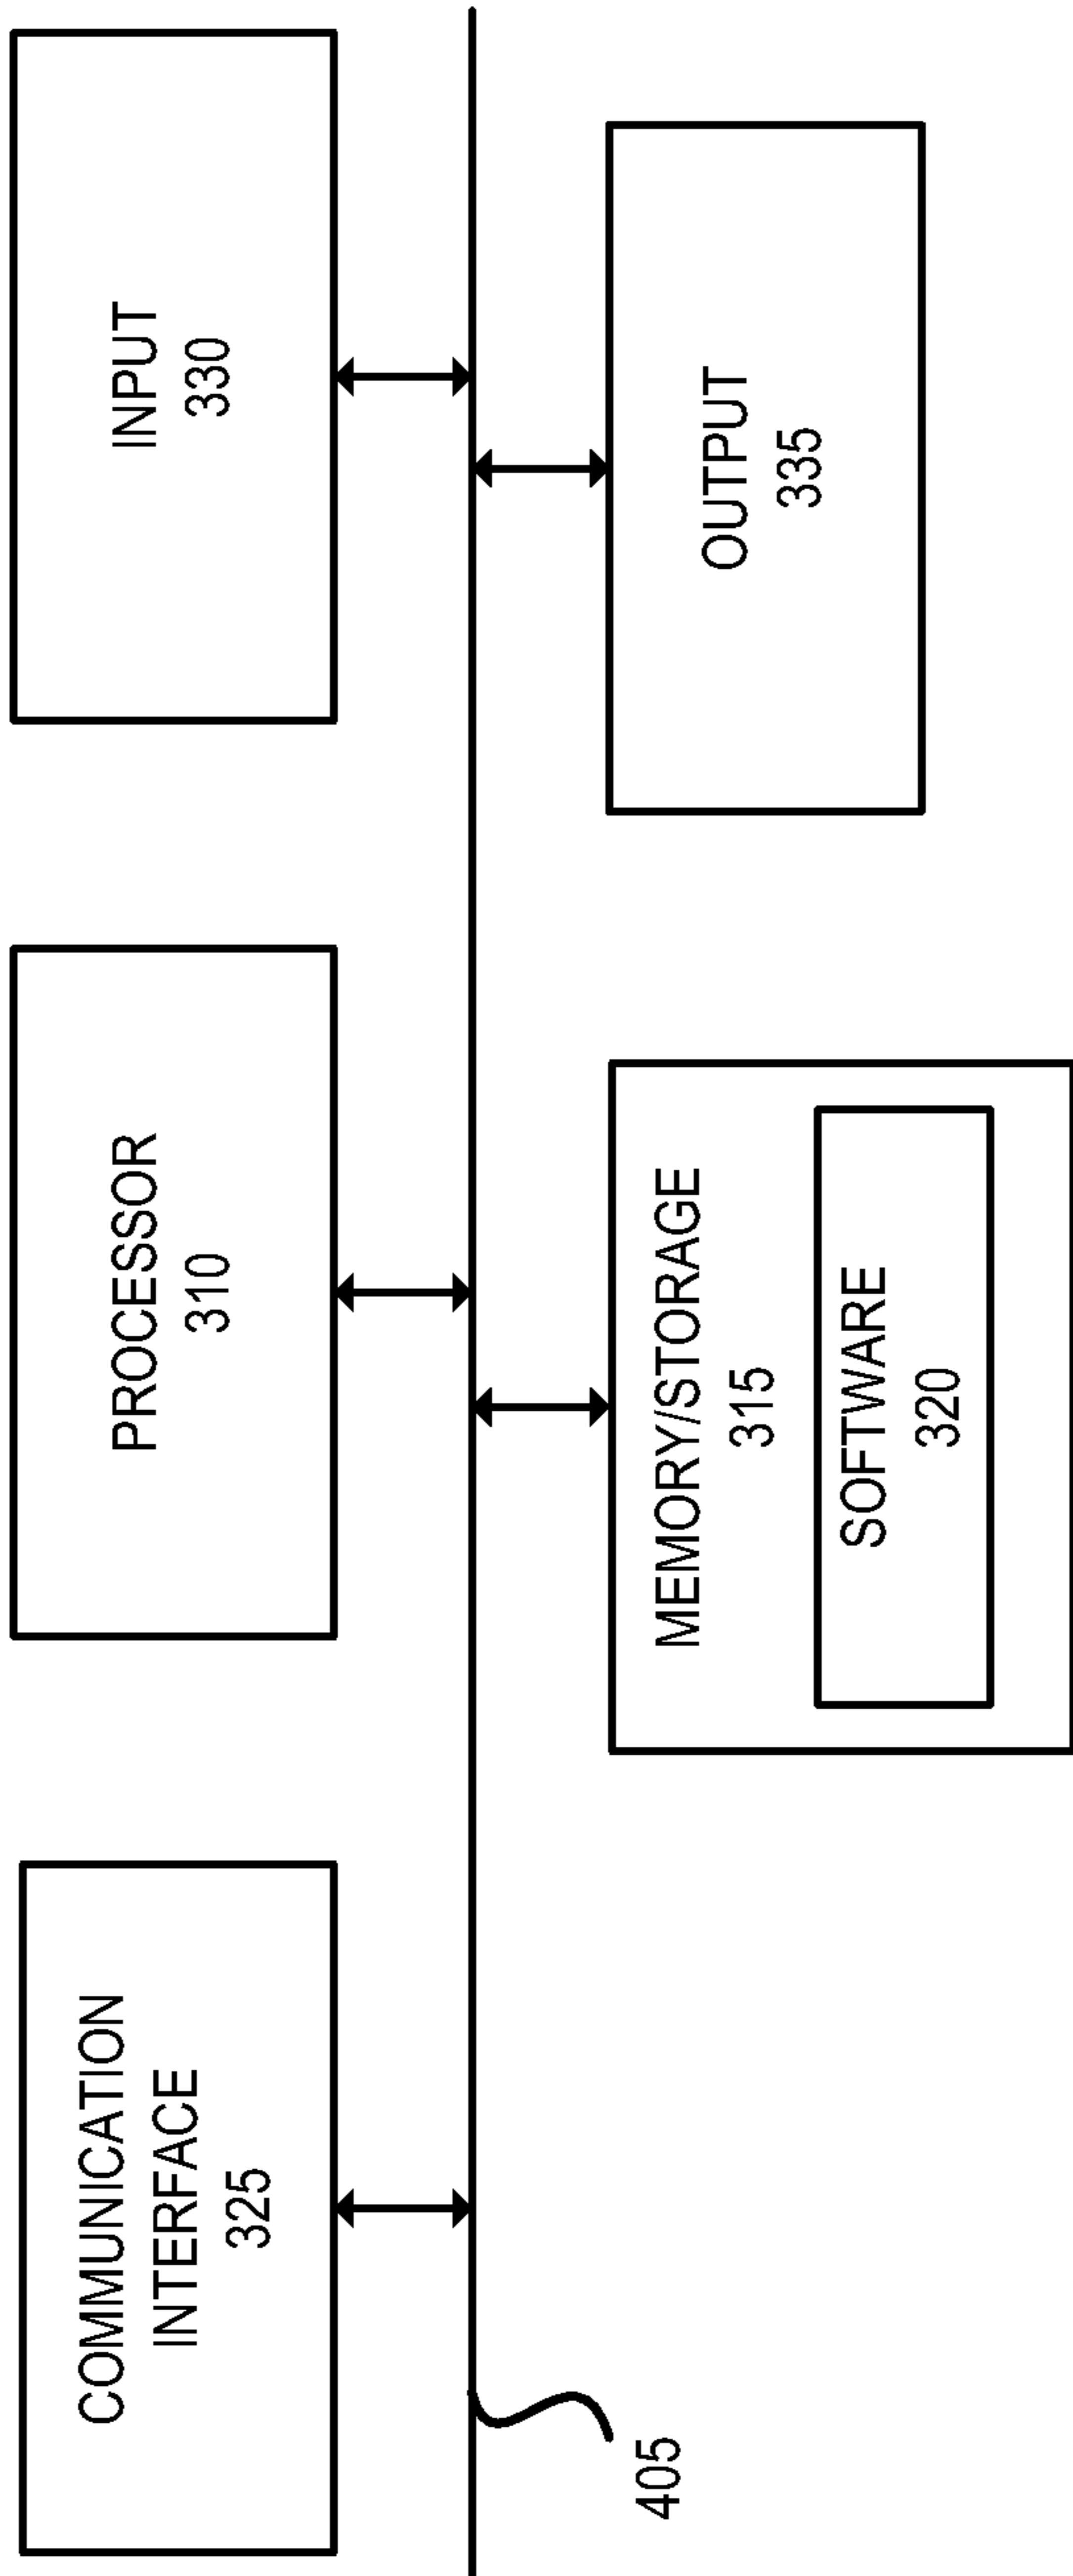 COMMUNICATION
INTERFACE
325
PROCESSOR
310
INPUT
330
405
MEMORY/STORAGE
315
SOFTWARE
320
OUTPUT
335